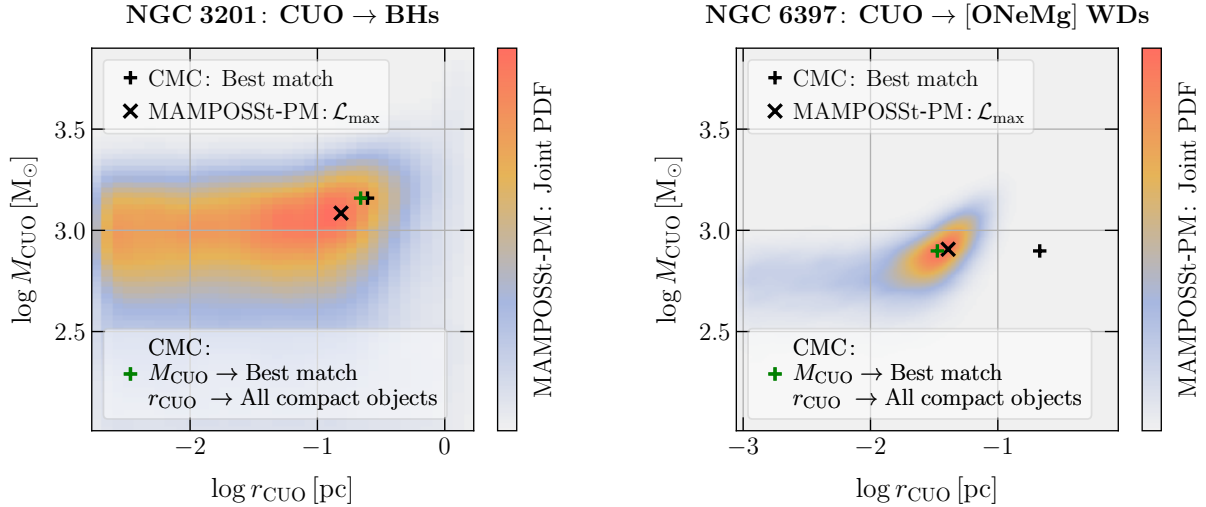 NGC 3201: CUO → BHs
+ CMC: Best match
× MAMPOSSt-PM: ℒmax
3.5
3.0
2.5
log MCUO [M⊙]
CMC:
+ MCUO → Best match
rCUO → All compact objects
−2
−1
0
log rCUO [pc]
MAMPOSSt-PM: Joint PDF
NGC 6397: CUO → [ONeMg] WDs
+ CMC: Best match
× MAMPOSSt-PM: ℒmax
3.5
3.0
2.5
log MCUO [M⊙]
CMC:
+ MCUO → Best match
rCUO → All compact objects
−3
−2
−1
log rCUO [pc]
MAMPOSSt-PM: Joint PDF